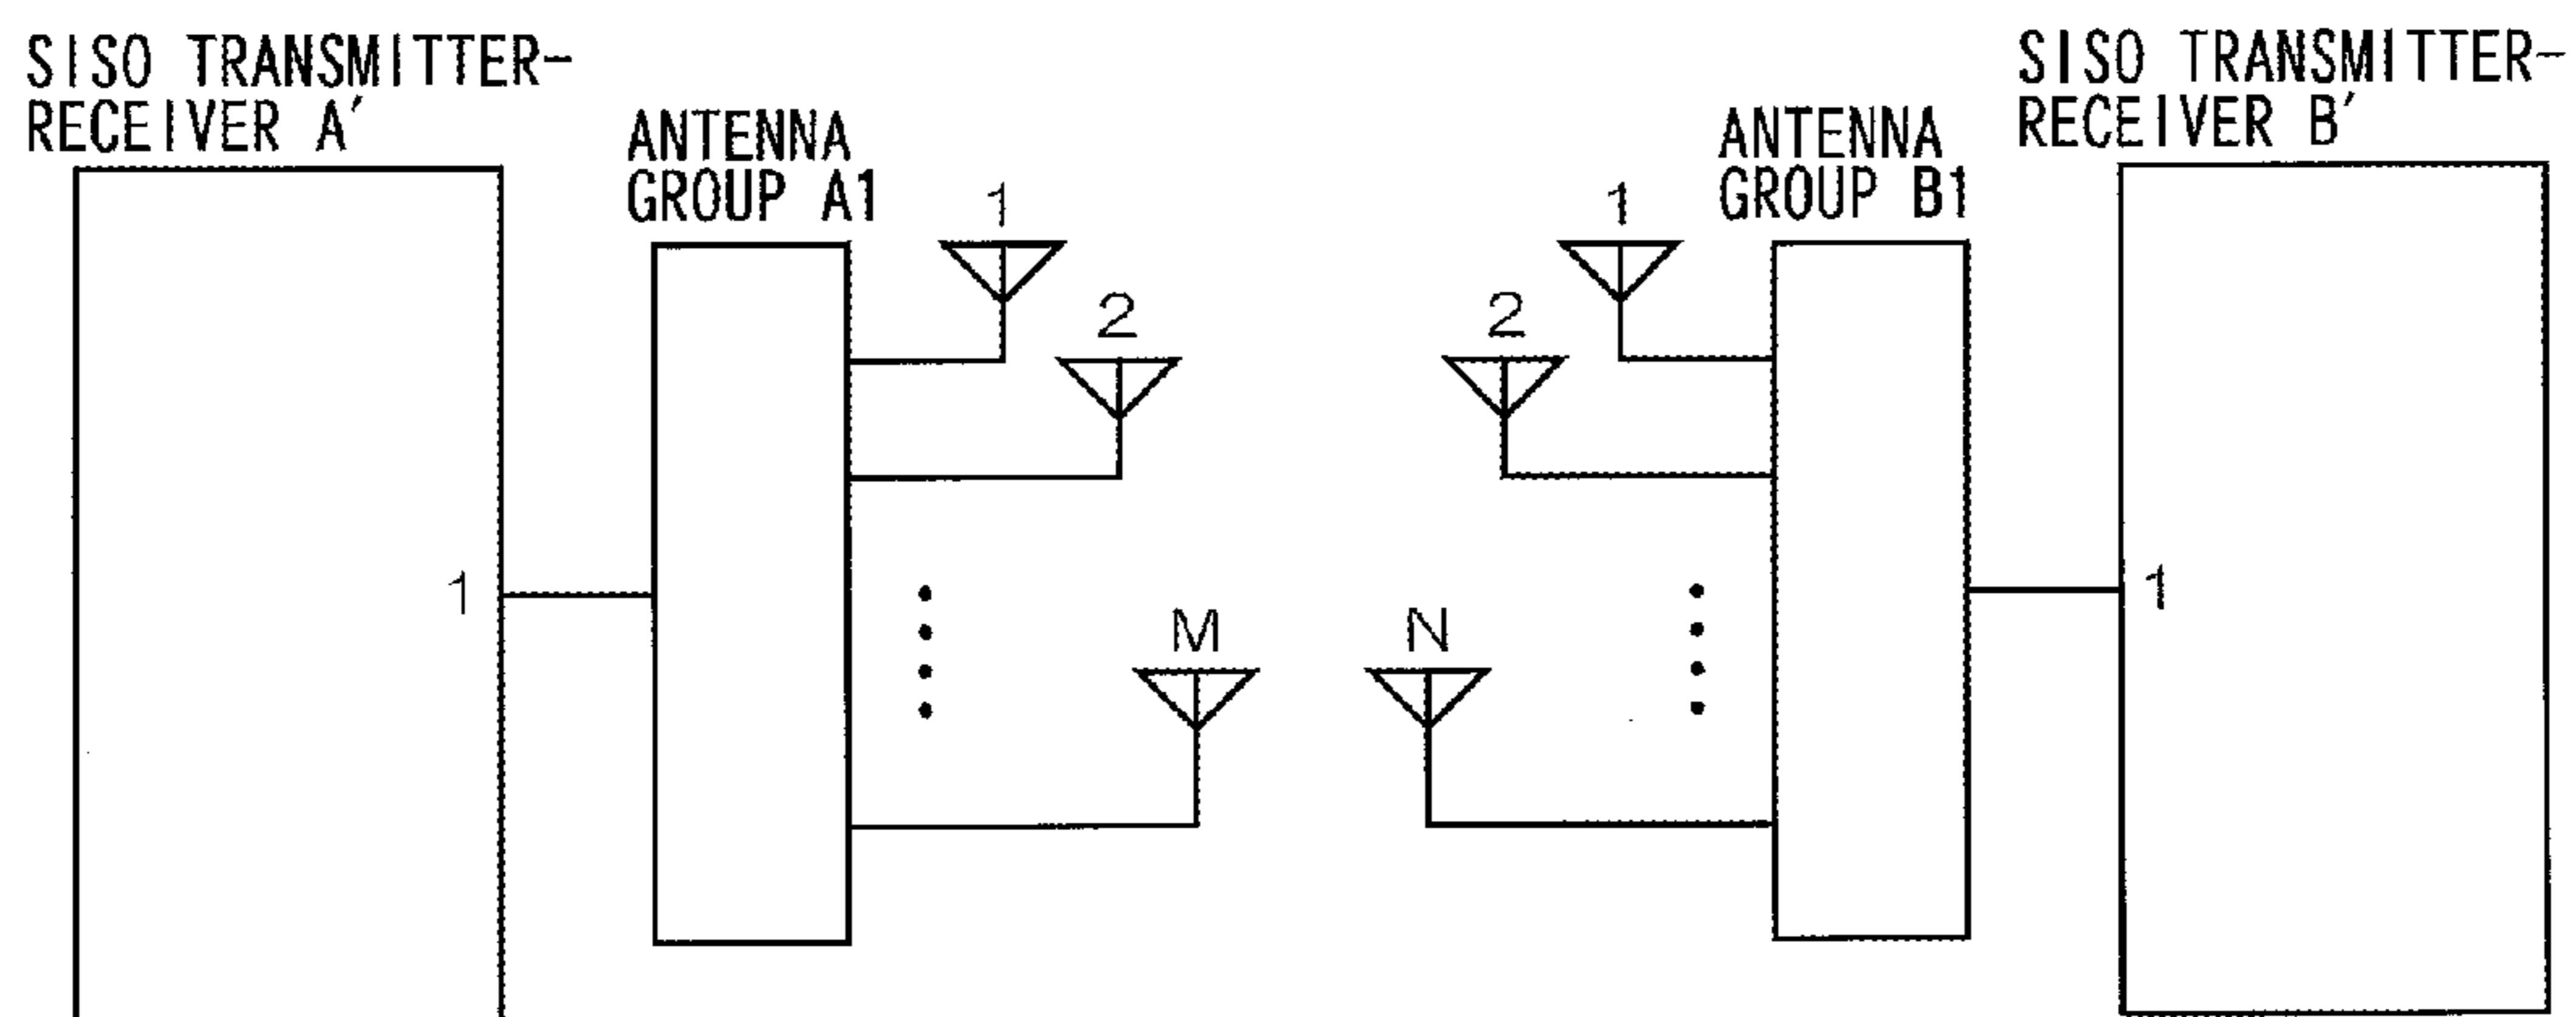 SISO TRANSMITTER-
RECEIVER A'
ANTENNA
GROUP A1
1
2
M
1
ANTENNA
GROUP B1
1
2
N
1
SISO TRANSMITTER-
RECEIVER B'